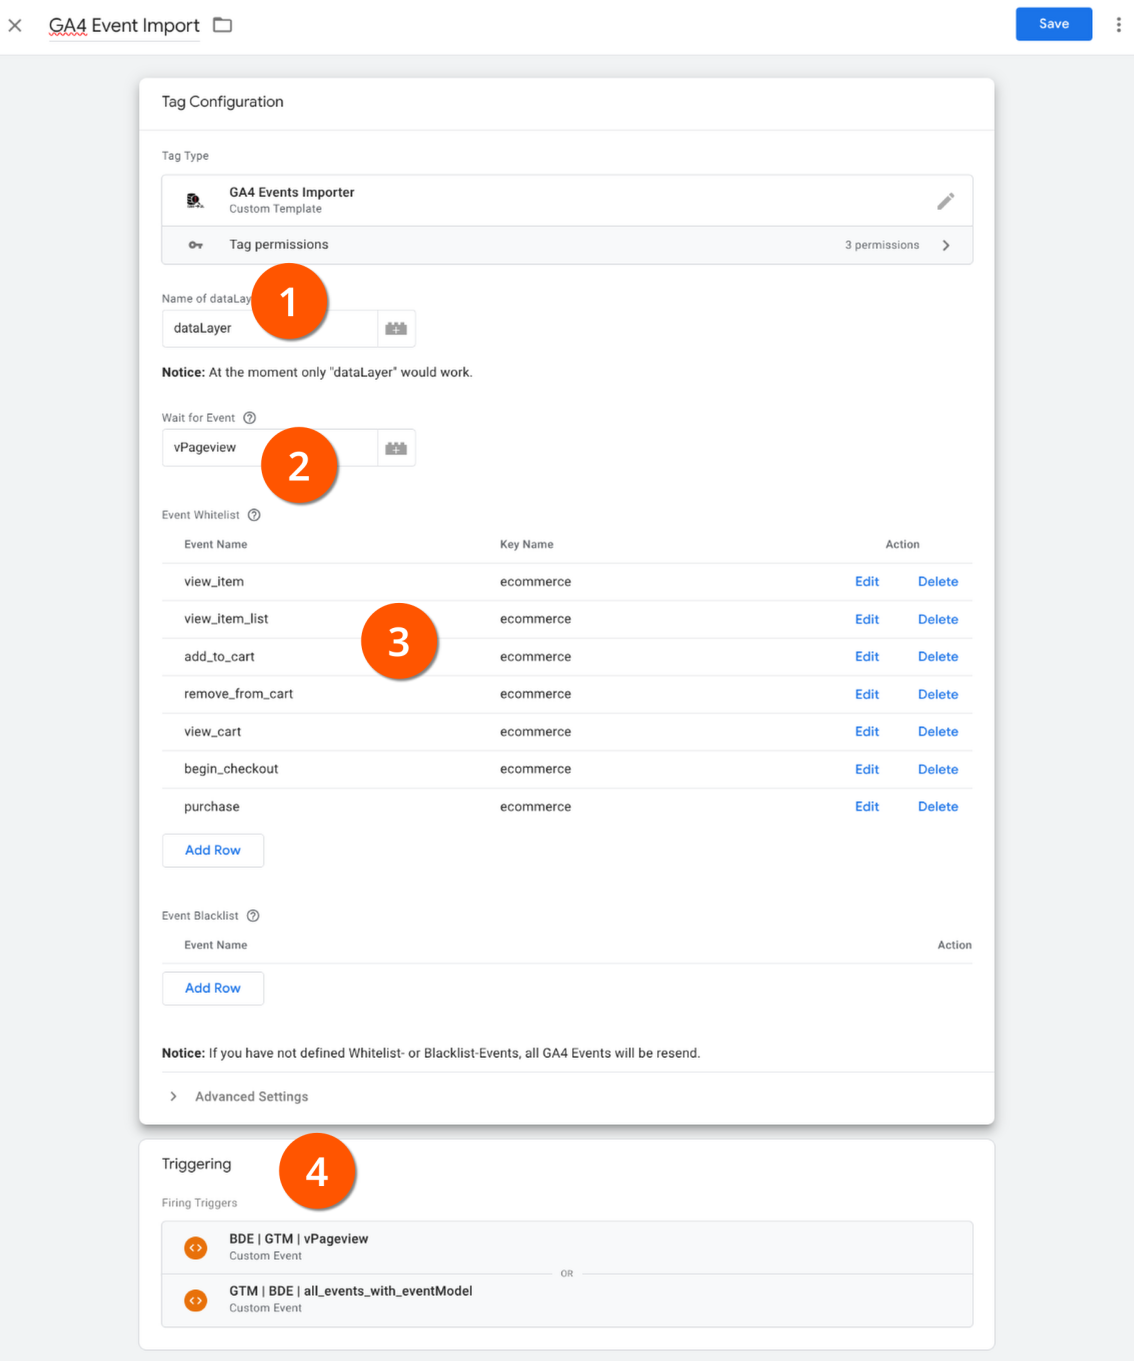 GA4 Event Import
Save
Tag Configuration
Tag Type
GA4 Events Importer
Custom Template
Tag permissions
3 permissions
Name of dataLay
1
dataLayer
Notice: At the moment only "dataLayer" would work.
Wait for Event
vPageview
2
Event Whitelist
Event Name Key Name Action
view_item ecommerce Edit Delete
view_item_list ecommerce Edit Delete
3
add_to_cart ecommerce Edit Delete
remove_from_cart ecommerce Edit Delete
view_cart ecommerce Edit Delete
begin_checkout ecommerce Edit Delete
purchase ecommerce Edit Delete
Add Row
Event Blacklist
Event Name Action
Add Row
Notice: If you have not defined Whitelist- or Blacklist-Events, all GA4 Events will be resend.
Advanced Settings
Triggering
4
Firing Triggers
BDE | GTM | vPageview
Custom Event
OR
GTM | BDE | all_events_with_eventModel
Custom Event